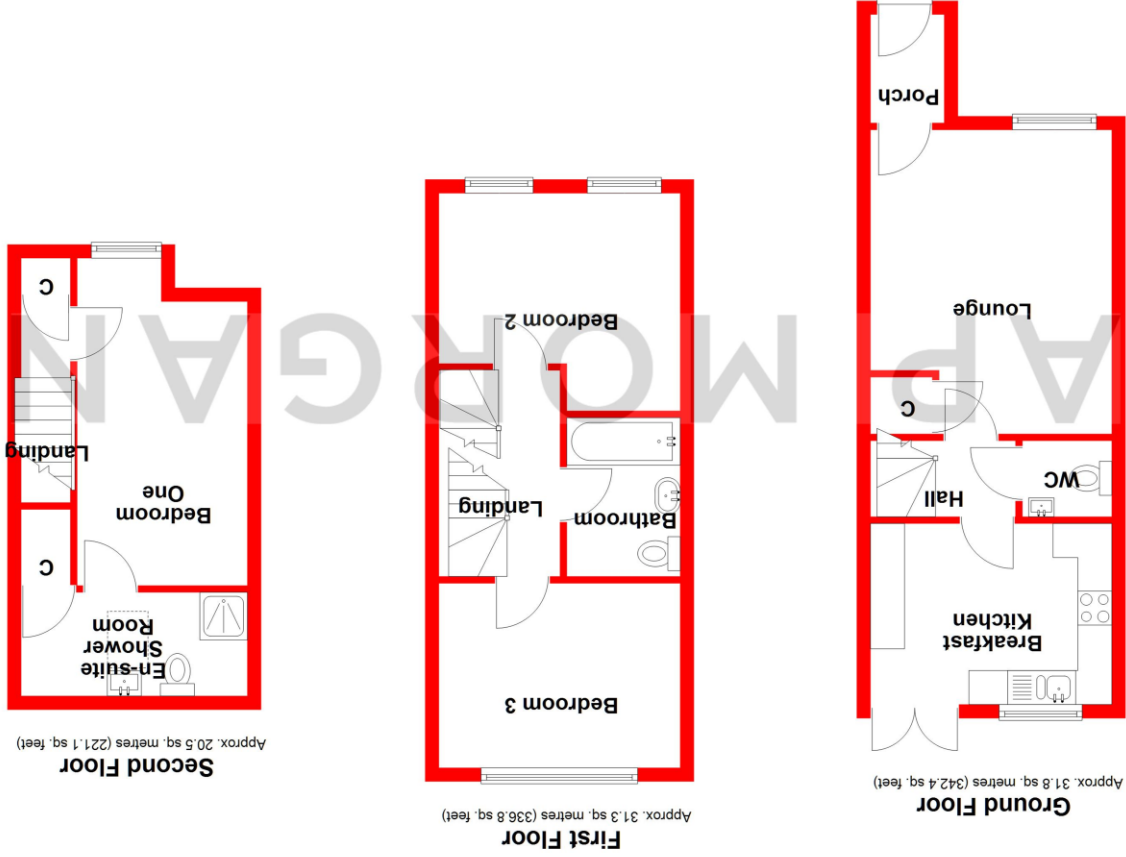 Ground Floor
Approx. 31.8 sq. metres (342.4 sq. feet)
Breakfast
Kitchen
WC
Hall
C
Lounge
Porch
First Floor
Approx. 31.3 sq. metres (336.8 sq. feet)
Bedroom 3
Bathroom
Landing
Bedroom 2
Second Floor
Approx. 20.5 sq. metres (221.1 sq. feet)
En-suite
Shower
Room
C
Bedroom
One
Landing
C
AP MORGAN